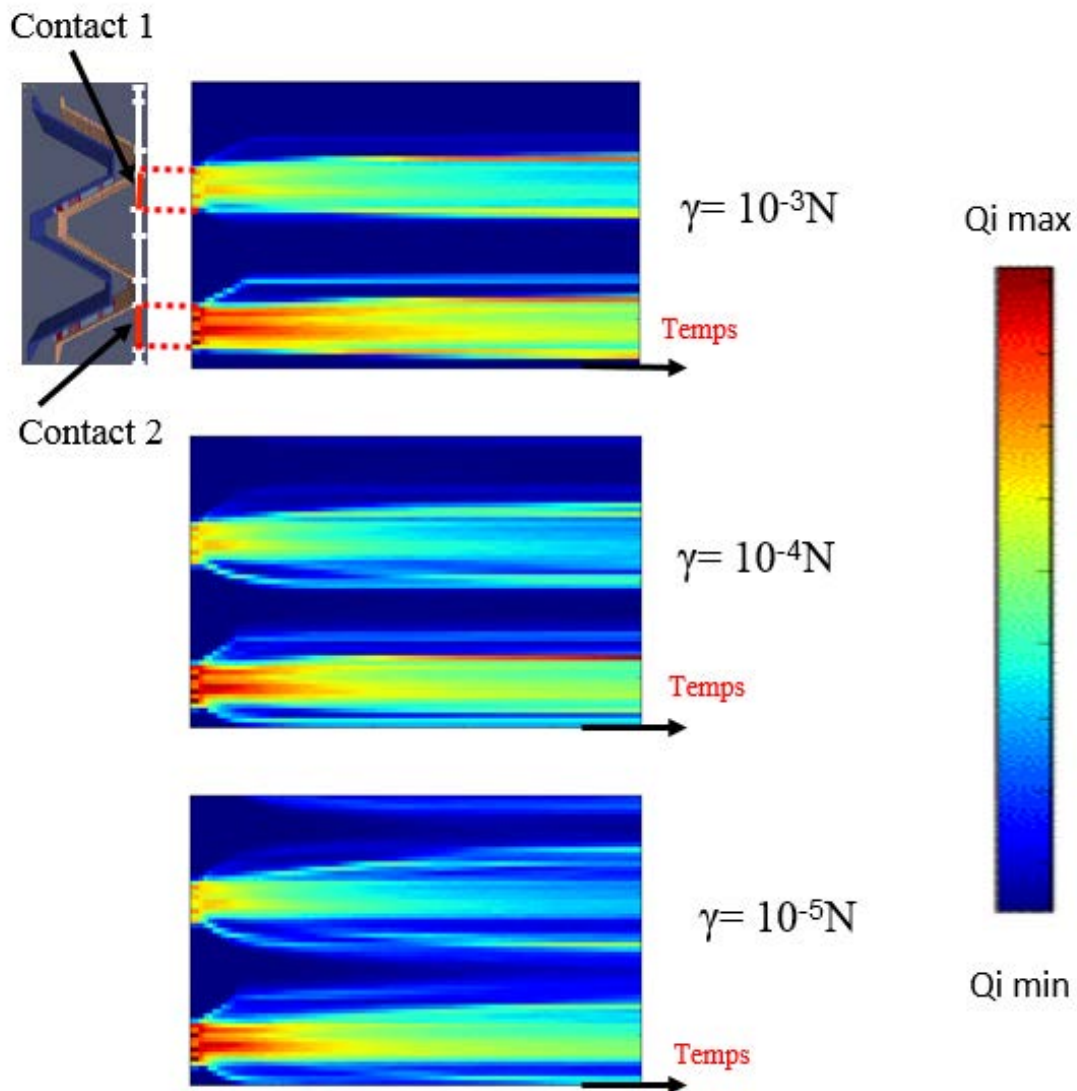 Contact 1
γ= 10⁻³N
Qi max
Temps
Contact 2
γ= 10⁻⁴N
Temps
γ= 10⁻⁵N
Qi min
Temps